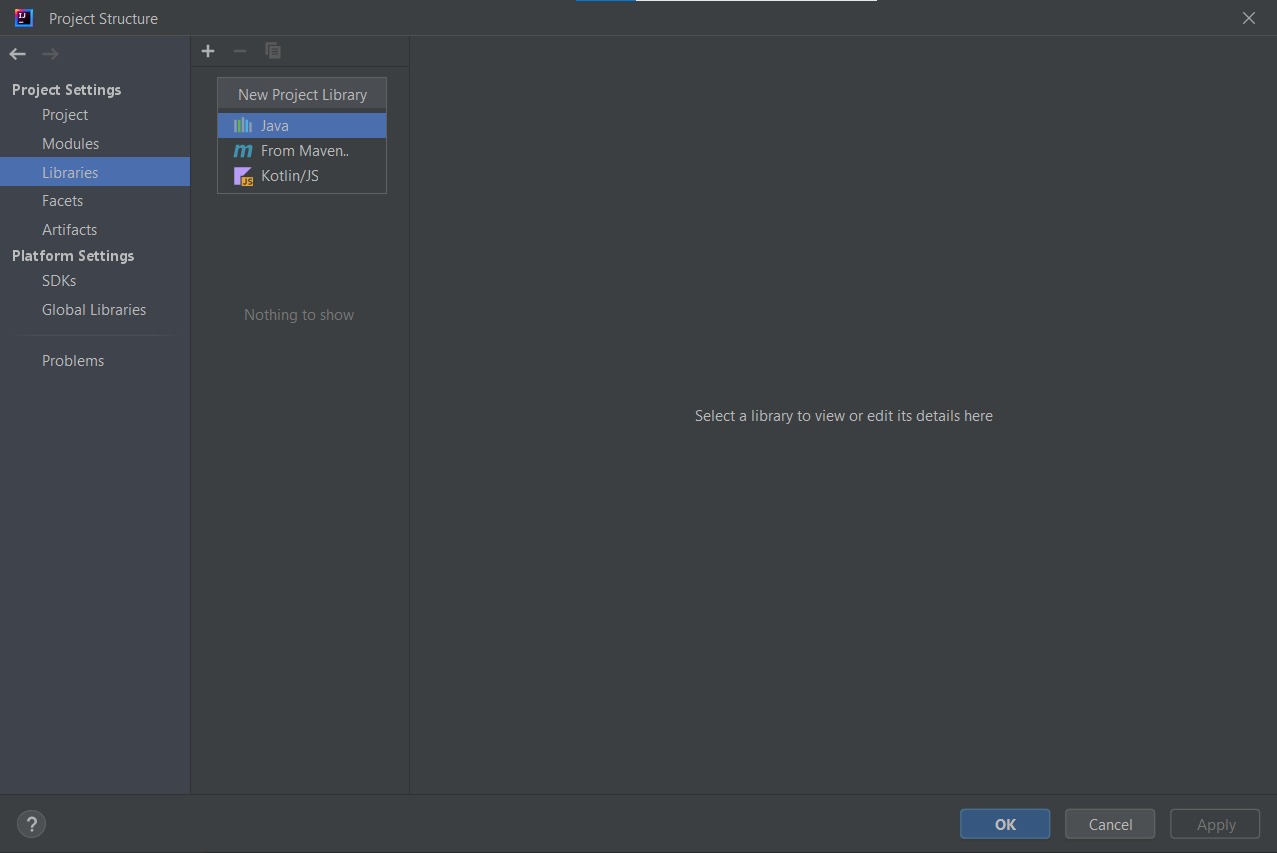 Project Structure
Project Settings
Project
Modules
Libraries
Facets
Artifacts
Platform Settings
SDKs
Global Libraries
Problems
New Project Library
Java
From Maven..
Kotlin/JS
Nothing to show
Select a library to view or edit its details here
?
OK
Cancel
Apply